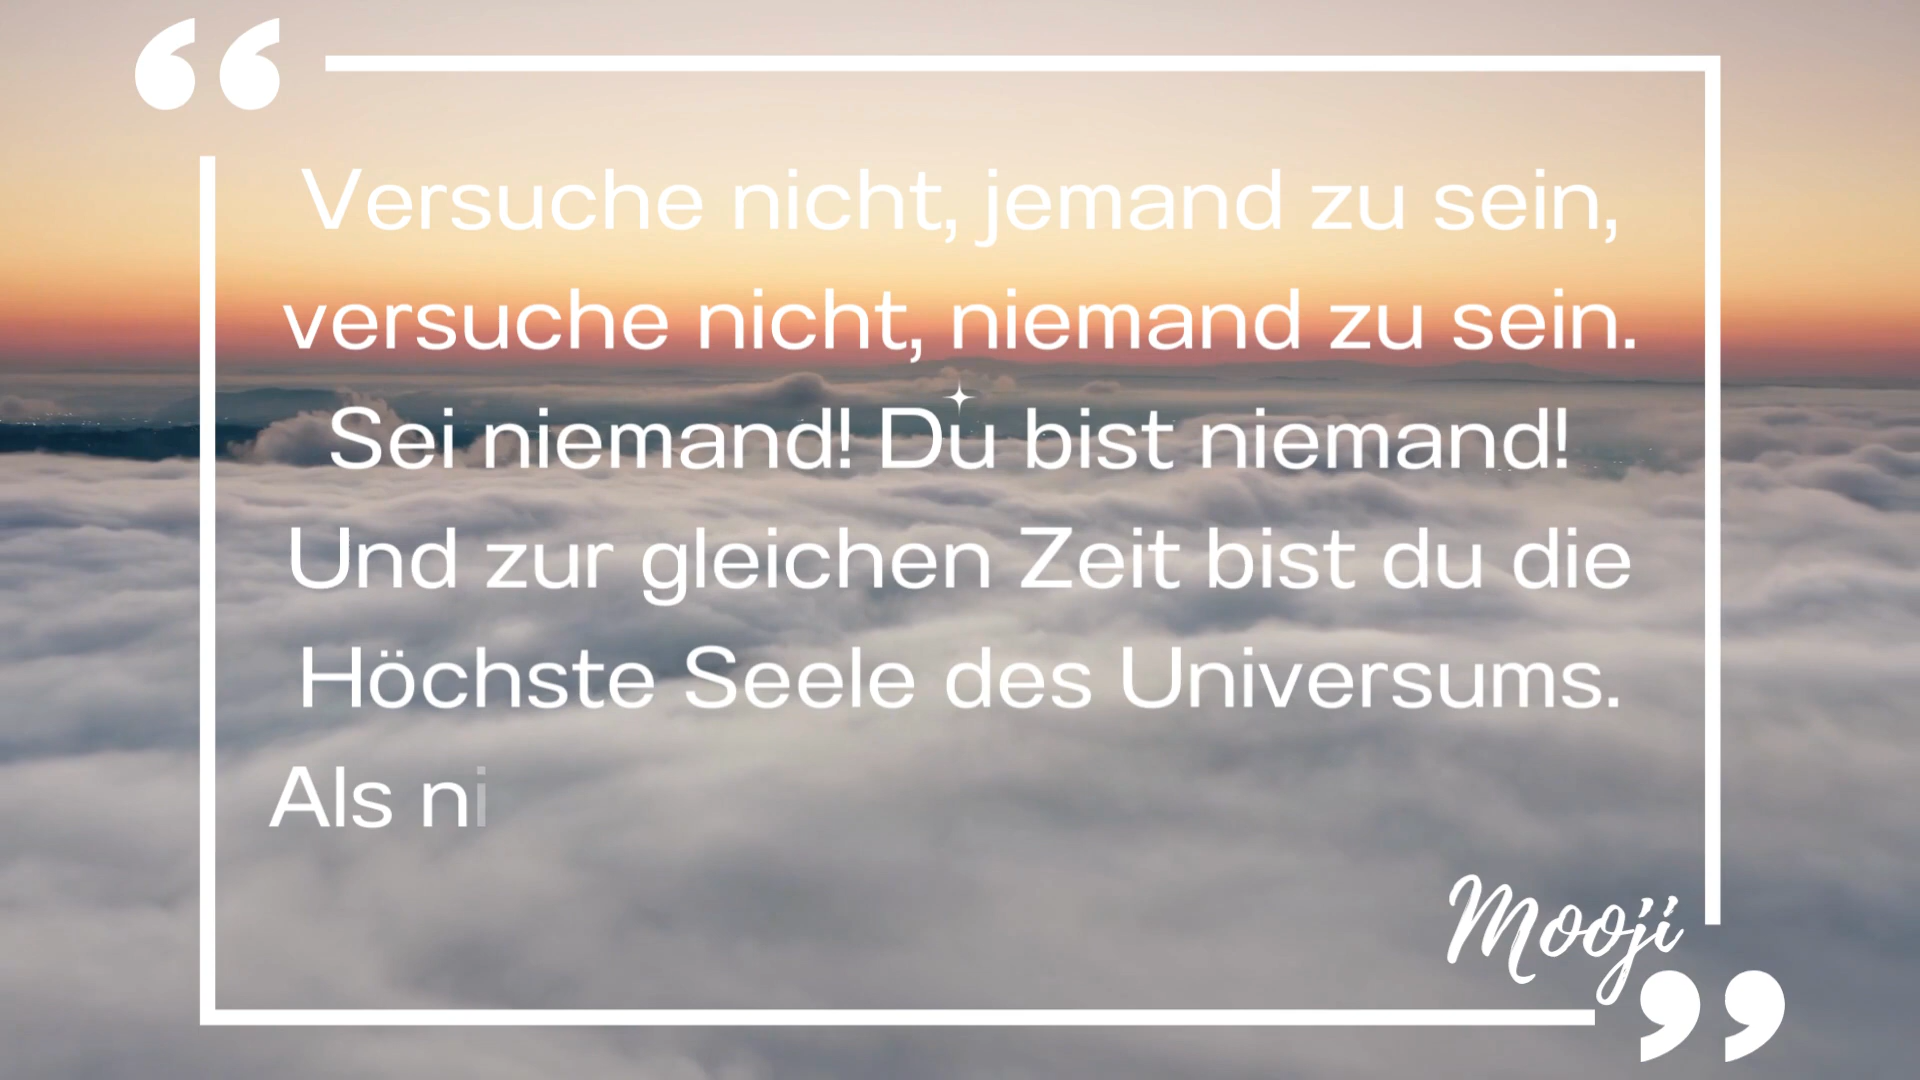 Versuche nicht, jemand zu sein,
versuche nicht, niemand zu sein.
Sei niemand! Du bist niemand!
Und zur gleichen Zeit bist du die
Höchste Seele des Universums.
Als ni
Mooji